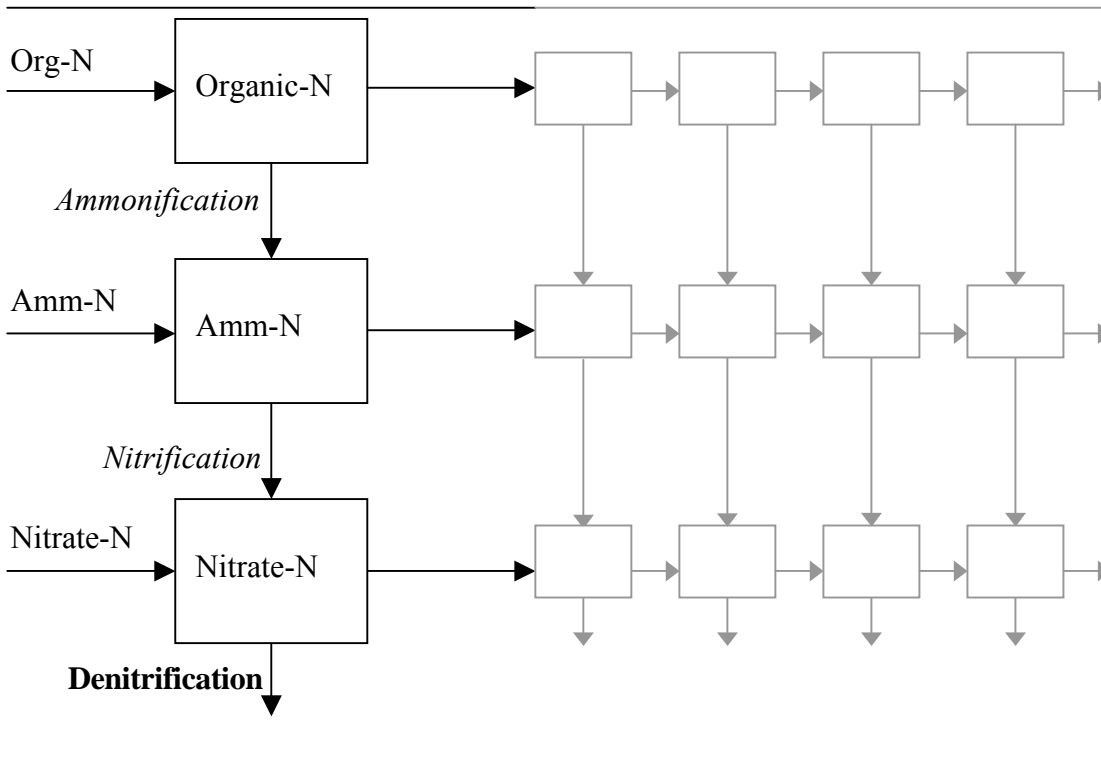 Org-N
Organic-N
Ammonification
Amm-N
Amm-N
Nitrification
Nitrate-N
Nitrate-N
Denitrification